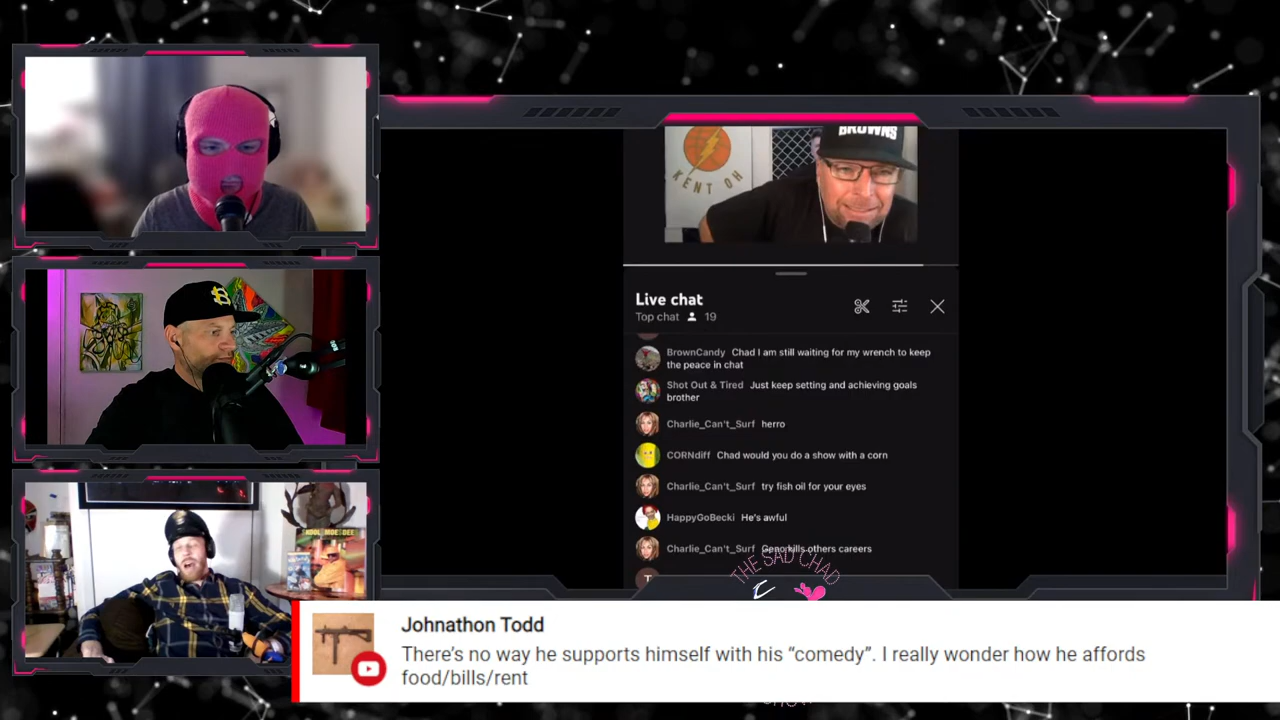 BROWNS
KENT OH
Live chat
Top chat 19
BrownCandy Chad I am still waiting for my wrench to keep
the peace in chat
Shot Out & Tired Just keep setting and achieving goals
brother
Charlie_Can't_Surf herro
CORNdiff Chad would you do a show with a corn
Charlie_Can't_Surf try fish oil for your eyes
HappyGoBecki He's awful
Charlie_Can't_Surf Geno kills others careers
T
THE SAD CHAD
KOOL MOE DEE
Johnathon Todd
There's no way he supports himself with his “comedy”. I really wonder how he affords
food/bills/rent